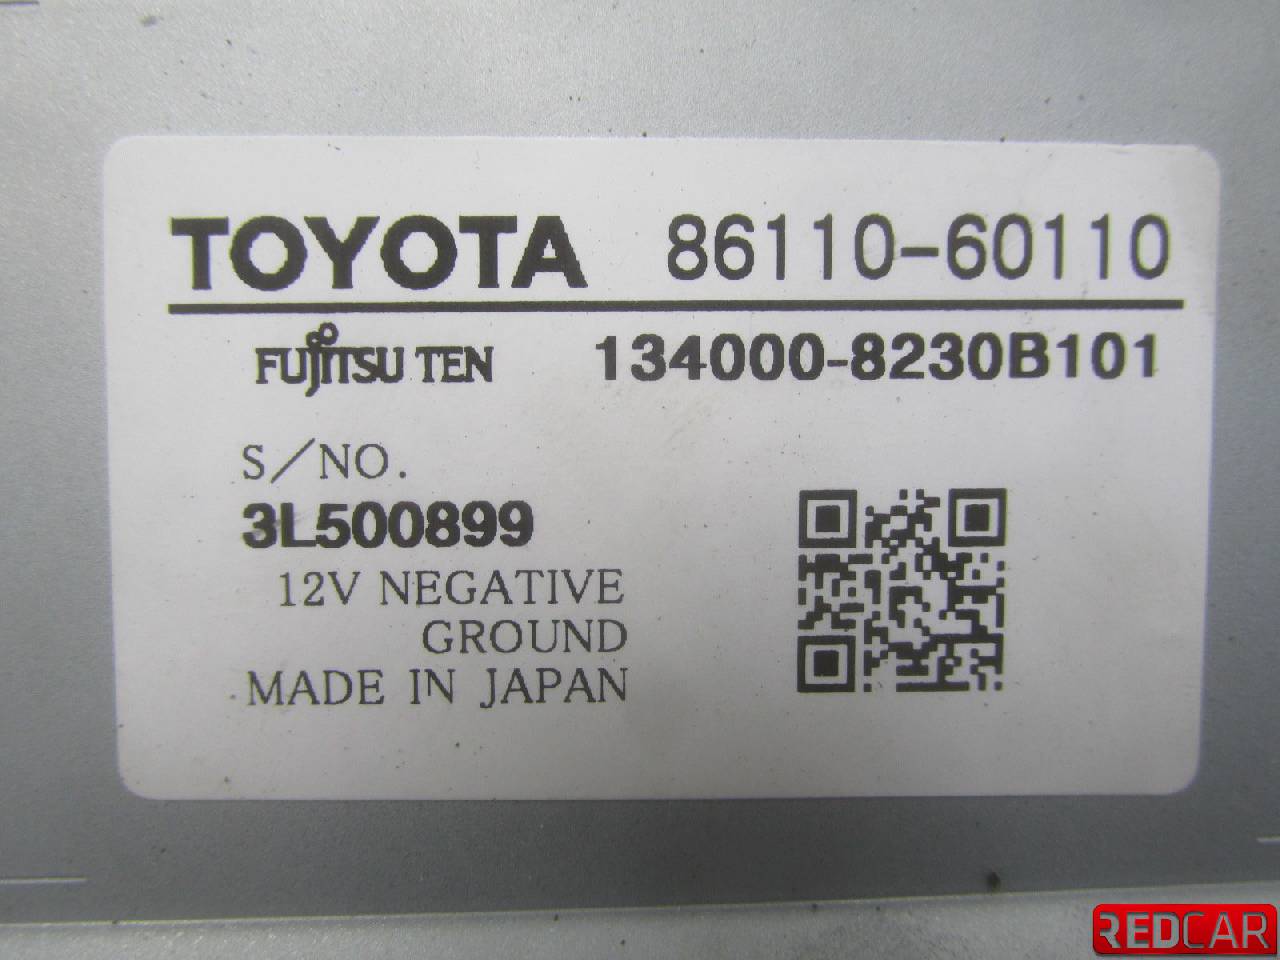 TOYOTA 86110-60110
FUJITSU TEN 134000-8230B101
S/NO.
3L500899
12V NEGATIVE
GROUND
MADE IN JAPAN
REDCAR